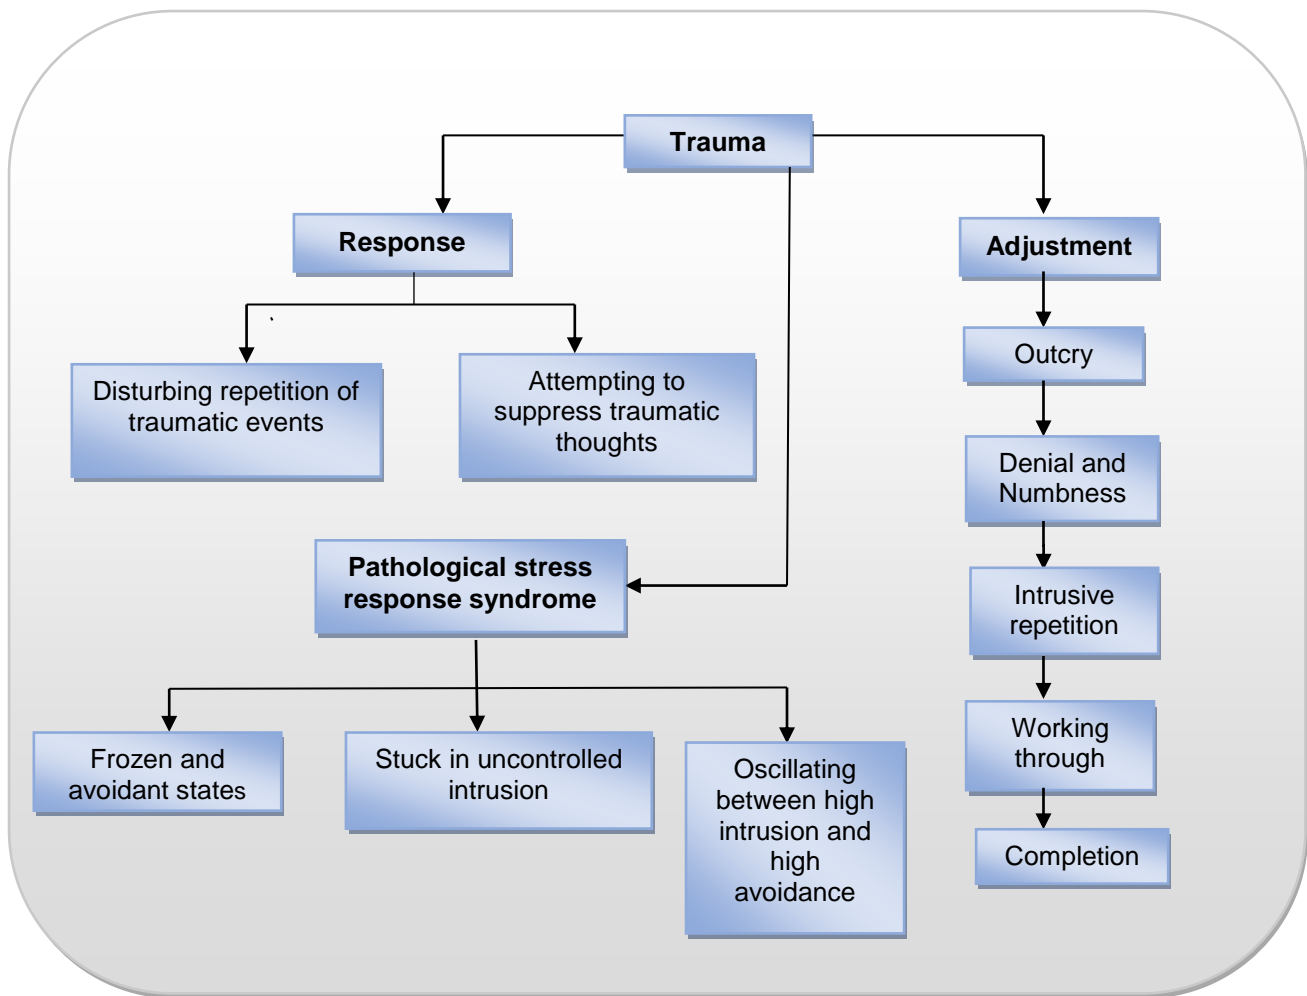 Trauma
Response
Adjustment
Disturbing repetition of
traumatic events
Attempting to
suppress traumatic
thoughts
Outcry
Denial and
Numbness
Intrusive
repetition
Working
through
Completion
Pathological stress
response syndrome
Frozen and
avoidant states
Stuck in uncontrolled
intrusion
Oscillating
between high
intrusion and
high
avoidance